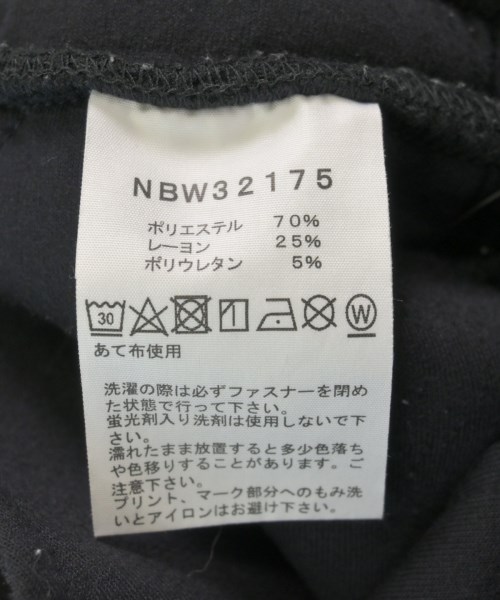 NBW32175
ポリエステル 70%
レーヨン 25%
ポリウレタン 5%
30
W
あて布使用
洗濯の際は必ずファスナーを閉め
た状態で行って下さい。
蛍光剤入り洗剤は使用しないで下
さい。
濡れたまま放置すると多少色落ち
や色移りすることがあります。ご
注意下さい。
プリント、マーク部分へのもみ洗
いとアイロンはお避け下さい。